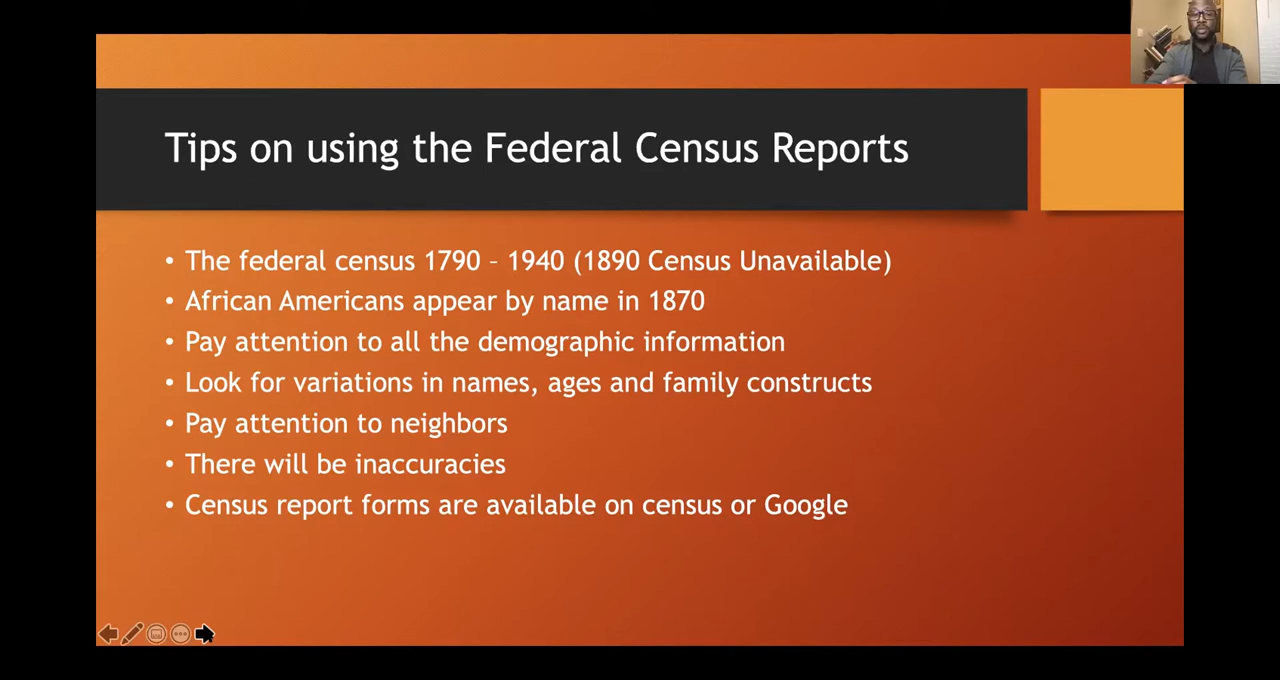 Tips on using the Federal Census Reports
• The federal census 1790 – 1940 (1890 Census Unavailable)
• African Americans appear by name in 1870
• Pay attention to all the demographic information
• Look for variations in names, ages and family constructs
• Pay attention to neighbors
• There will be inaccuracies
• Census report forms are available on census or Google